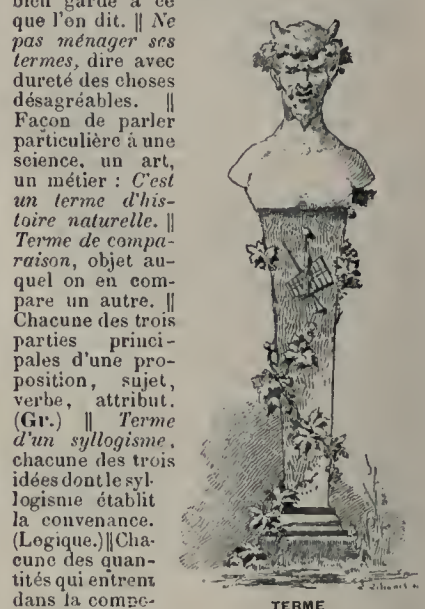 bien garde à ce
que l'on dit. || Ne
pas ménager ses
termes, dire avec
dureté des choses
désagréables. ||
Façon de parler
particulière à une
science, un art,
un métier : C'est
un terme d'his-
toire naturelle. ||
Terme de compa-
raison, objet au-
quel on en com-
pare un autre. ||
Chacune des trois
parties princi-
pales d'une pro-
position, sujet,
verbe, attribut.
(Gr.) || Terme
d'un syllogisme,
chacune des trois
idées dont le syl-
logisme établit
la convenance.
(Logique.) || Cha-
cune des quan-
tités qui entrent
dans la compo-
TERME